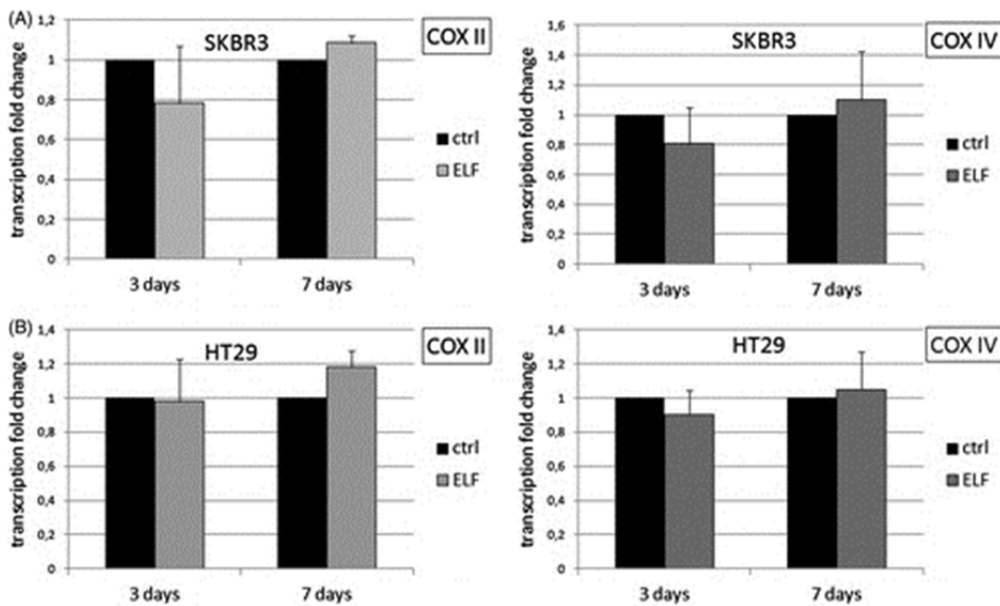 (A)
SKBR3
COX II
transcription fold change
1,2
1
0,8
0,6
0,4
0,2
0
3 days
7 days
ctrl
ELF
SKBR3
COX IV
transcription fold change
1,6
1,4
1,2
1
0,8
0,6
0,4
0,2
0
3 days
7 days
ctrl
ELF
(B)
HT29
COX II
transcription fold change
1,4
1,2
1
0,8
0,6
0,4
0,2
0
3 days
7 days
ctrl
ELF
HT29
COX IV
transcription fold change
1,4
1,2
1
0,8
0,6
0,4
0,2
0
3 days
7 days
ctrl
ELF